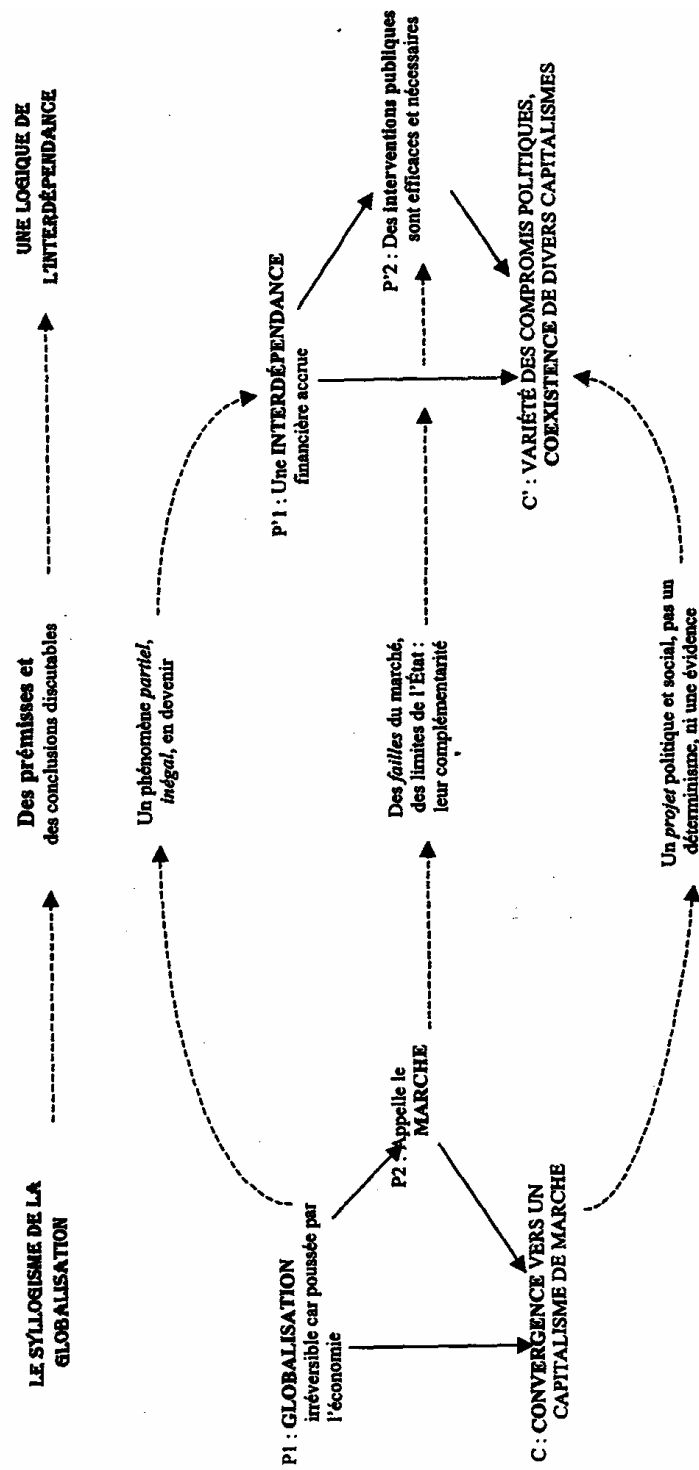 LE SYLLOGISME DE LA
GLOBALISATION
Des prémisses et
des conclusions discutables
UNE LOGIQUE DE
L'INTERDÉPENDANCE
P1 : GLOBALISATION
irréversible car poussée par
l'économie
Un phénomène partiel,
inégal, en devenir
P'1 : Une INTERDÉPENDANCE
financière accrue
P2 : Appelle le
MARCHE
Des failles du marché,
des limites de l'État :
leur complémentarité
P'2 : Des interventions publiques
sont efficaces et nécessaires
C : CONVERGENCE VERS UN
CAPITALISME DE MARCHE
Un projet politique et social, pas un
déterminisme, ni une évidence
C' : VARIÉTÉ DES COMPROMIS POLITIQUES,
COEXISTENCE DE DIVERS CAPITALISMES